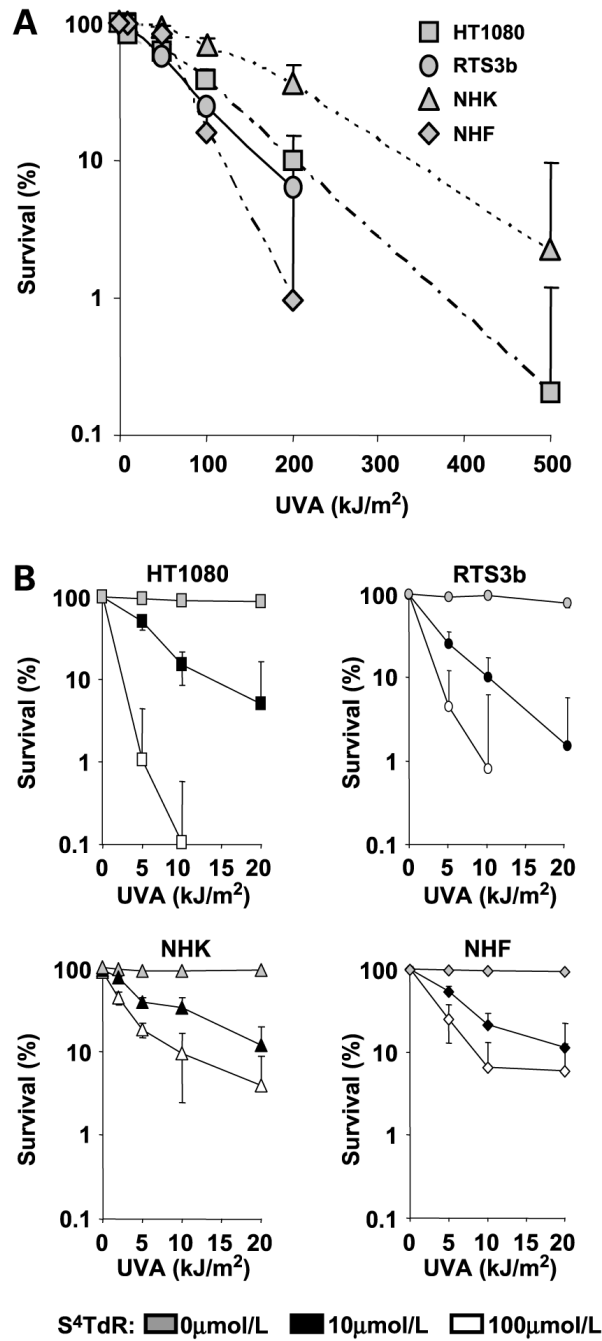 A
HT1080
RTS3b
NHK
NHF
Survival (%)
100
10
1
0.1
0 100 200 300 400 500
UVA (kJ/m²)
B
HT1080
Survival (%)
100
10
1
0.1
0 5 10 15 20
UVA (kJ/m²)
RTS3b
Survival (%)
100
10
1
0.1
0 5 10 15 20
UVA (kJ/m²)
NHK
Survival (%)
100
10
1
0.1
0 5 10 15 20
UVA (kJ/m²)
NHF
Survival (%)
100
10
1
0.1
0 5 10 15 20
UVA (kJ/m²)
S⁴TdR: 0μmol/L 10μmol/L 100μmol/L